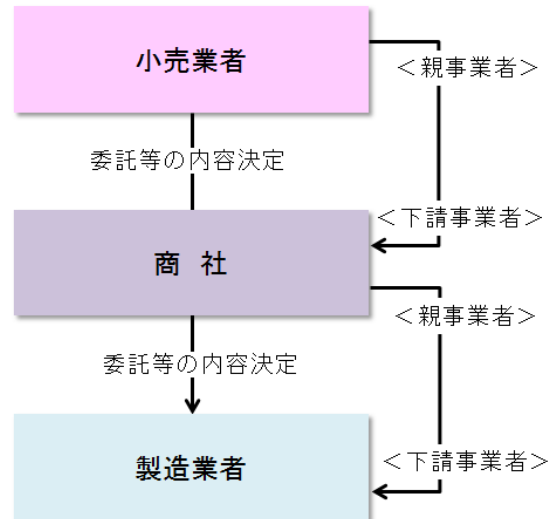 小売業者
＜親事業者＞
委託等の内容決定
＜下請事業者＞
商 社
＜親事業者＞
委託等の内容決定
＜下請事業者＞
製造業者